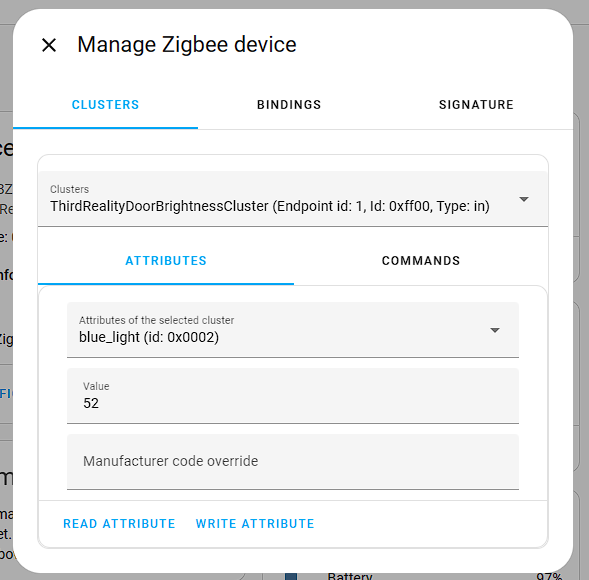 Manage Zigbee device
CLUSTERS
BINDINGS
SIGNATURE
Clusters
ThirdRealityDoorBrightnessCluster (Endpoint id: 1, Id: 0xff00, Type: in)
ATTRIBUTES
COMMANDS
Attributes of the selected cluster
blue_light (id: 0x0002)
Value
52
Manufacturer code override
READ ATTRIBUTE
WRITE ATTRIBUTE
Battery
97%